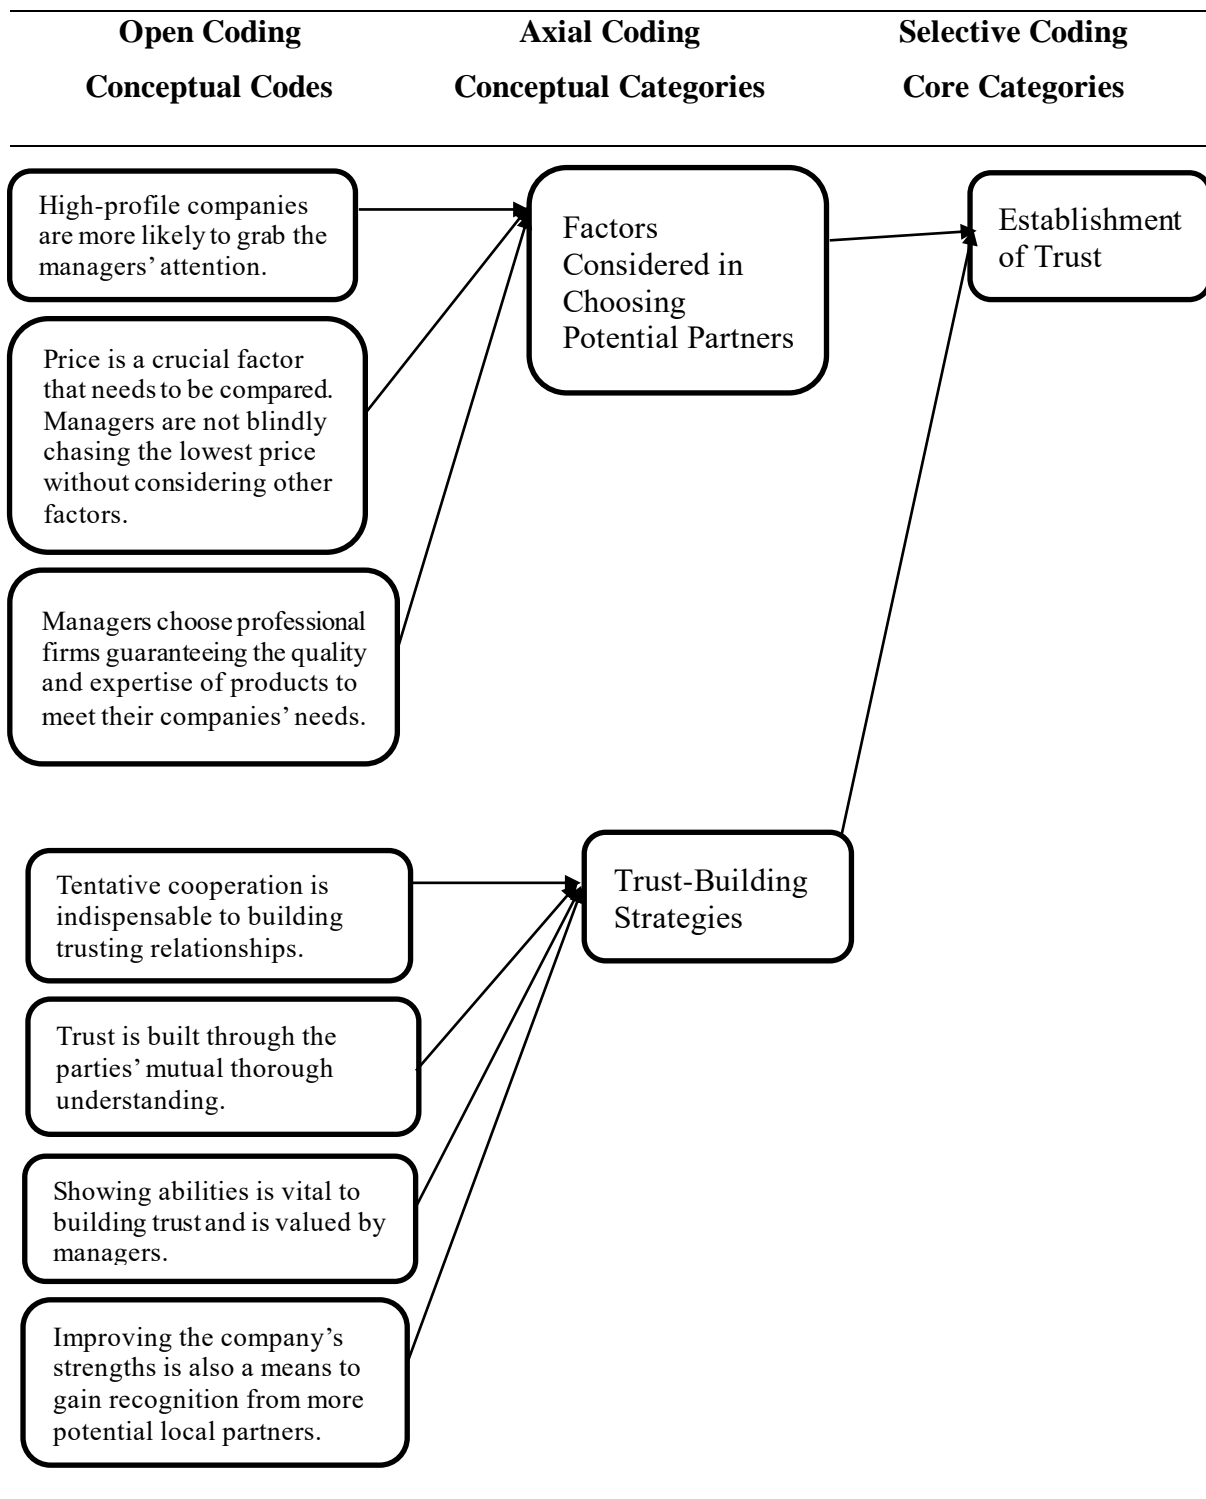 Open Coding
Conceptual Codes
Axial Coding
Conceptual Categories
Selective Coding
Core Categories
High-profile companies
are more likely to grab the
managers’ attention.
Price is a crucial factor
that needs to be compared.
Managers are not blindly
chasing the lowest price
without considering other
factors.
Managers choose professional
firms guaranteeing the quality
and expertise of products to
meet their companies’ needs.
Factors
Considered in
Choosing
Potential Partners
Establishment
of Trust
Tentative cooperation is
indispensable to building
trusting relationships.
Trust is built through the
parties’ mutual thorough
understanding.
Showing abilities is vital to
building trust and is valued by
managers.
Improving the company’s
strengths is also a means to
gain recognition from more
potential local partners.
Trust-Building
Strategies